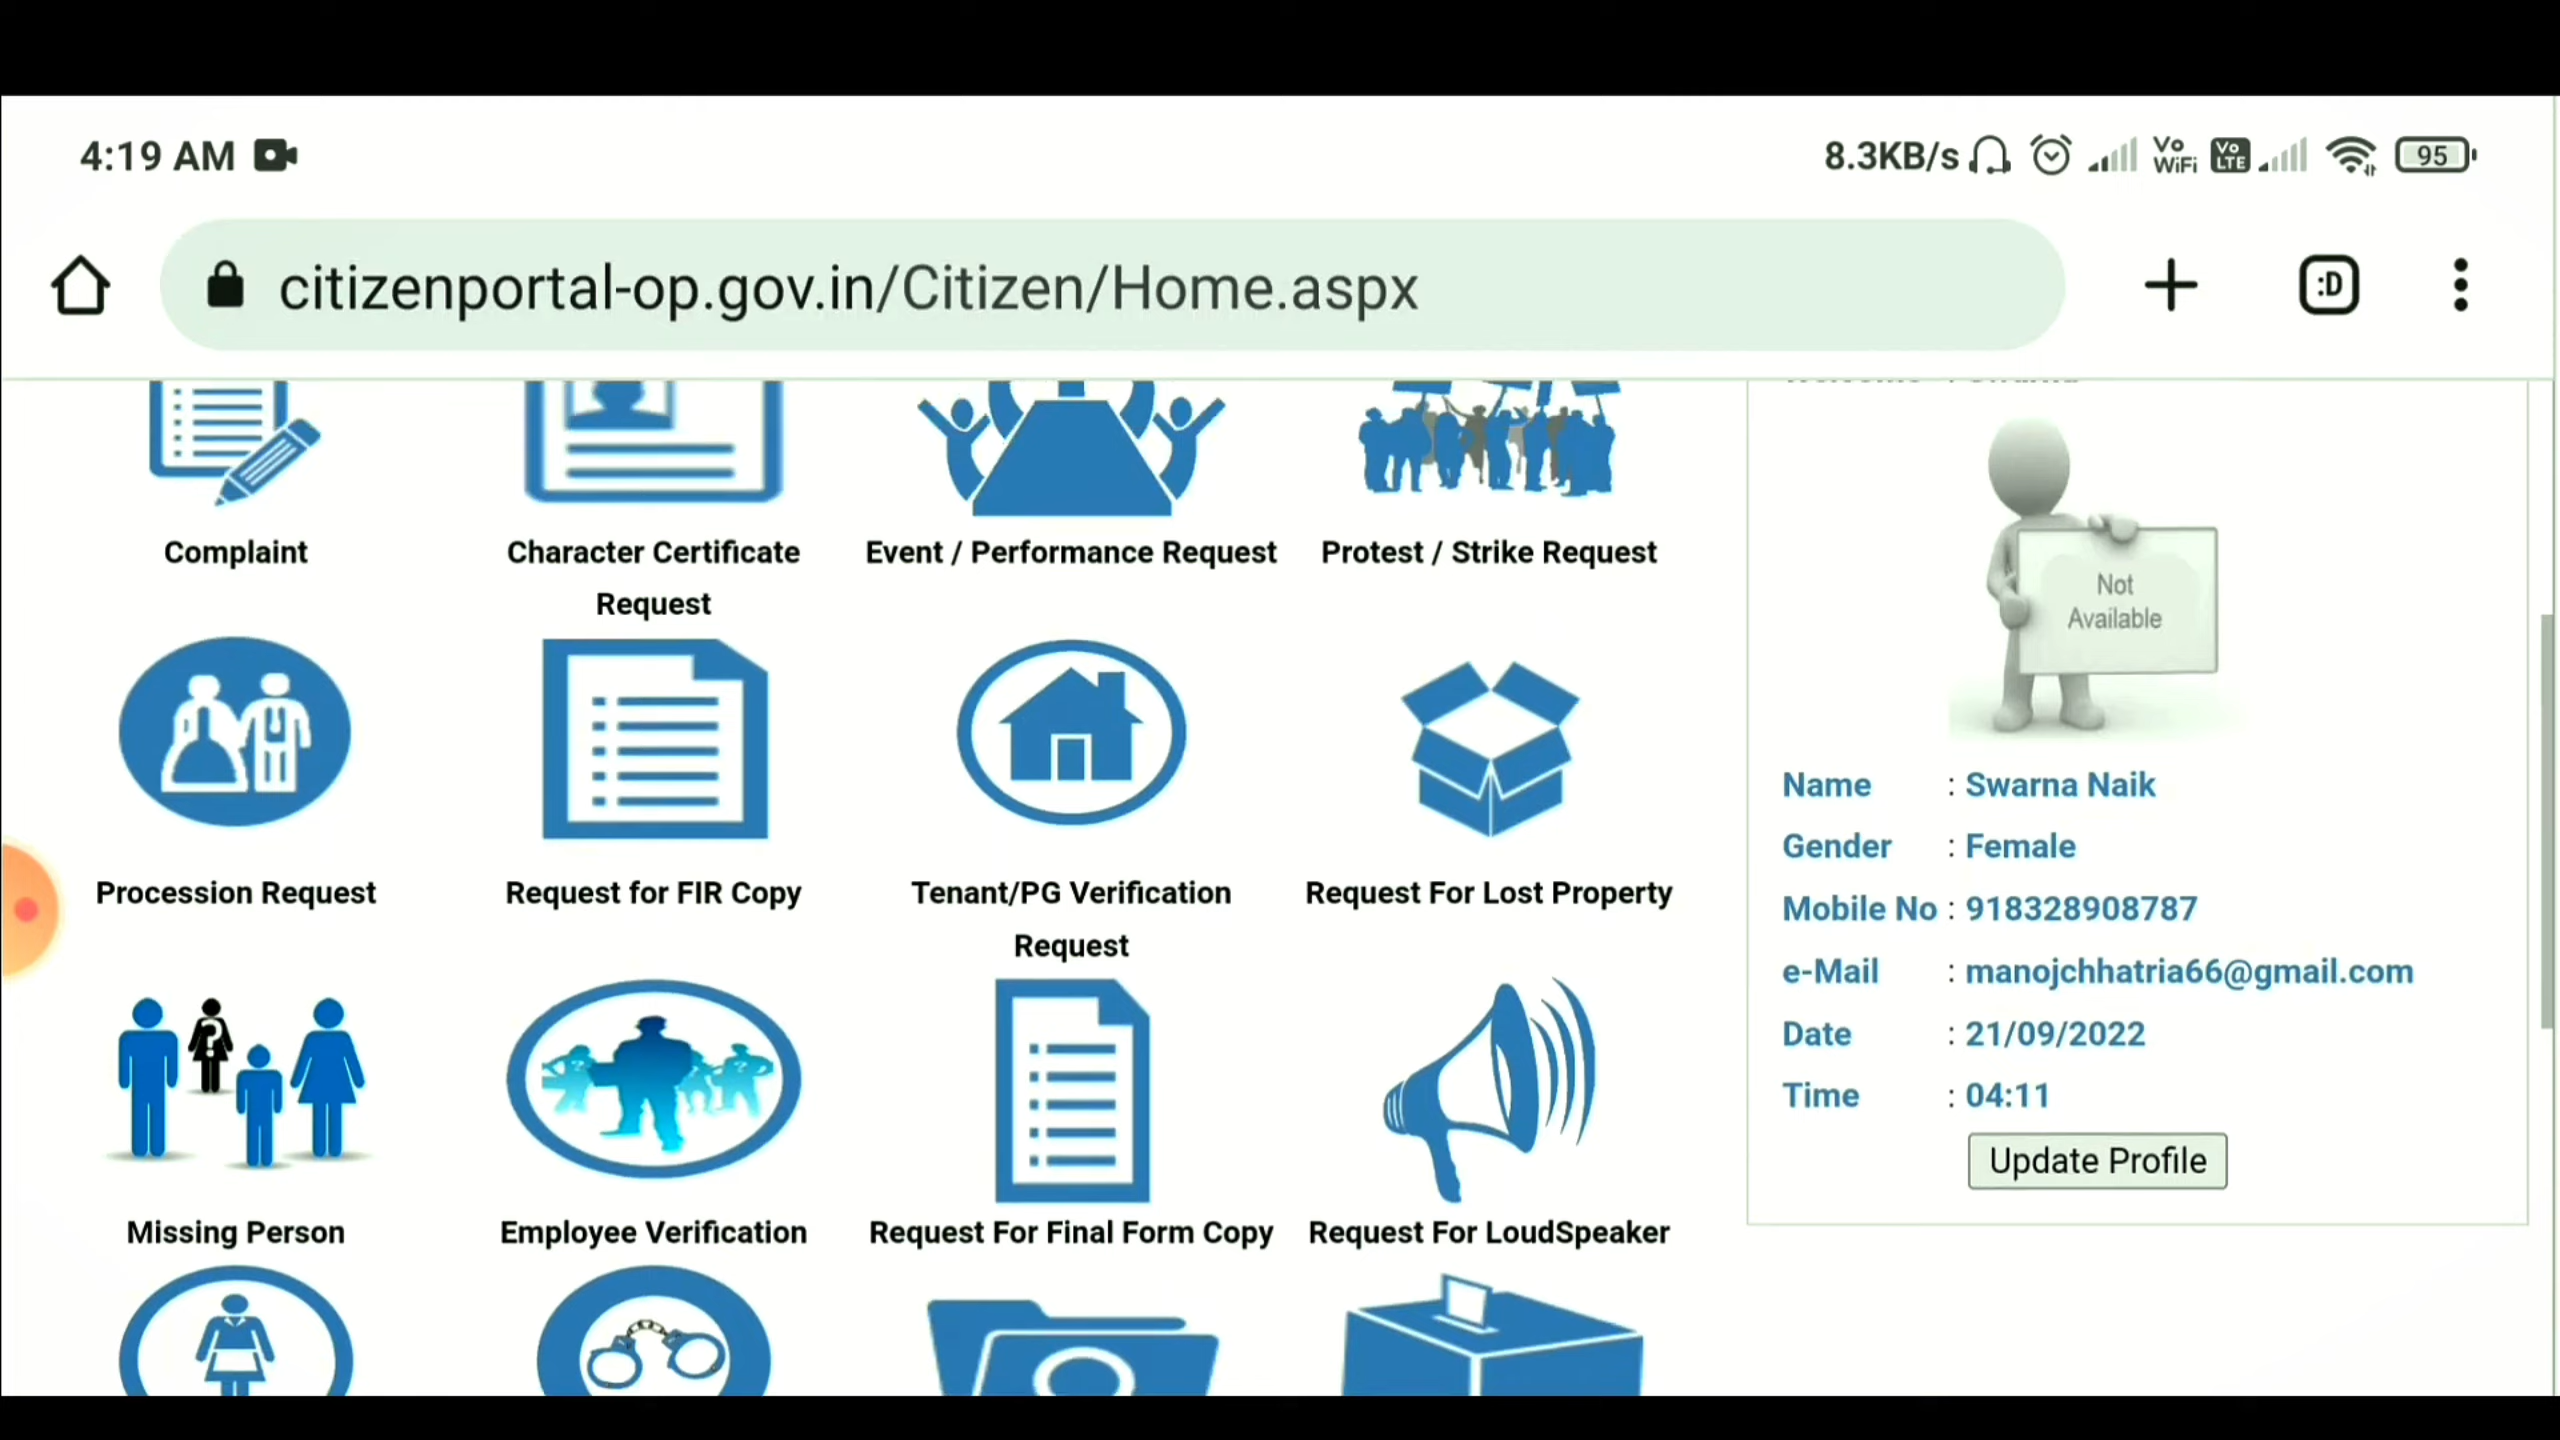 4:19 AM
8.3KB/s
Vo
WiFi
Vo
LTE
95
citizenportal-op.gov.in/Citizen/Home.aspx
:D
Complaint
Character Certificate
Request
Event / Performance Request
Protest / Strike Request
Procession Request
Request for FIR Copy
Tenant/PG Verification
Request
Request For Lost Property
Missing Person
Employee Verification
Request For Final Form Copy
Request For LoudSpeaker
Not
Available
Name : Swarna Naik
Gender : Female
Mobile No : 918328908787
e-Mail : manojchhatria66@gmail.com
Date : 21/09/2022
Time : 04:11
Update Profile